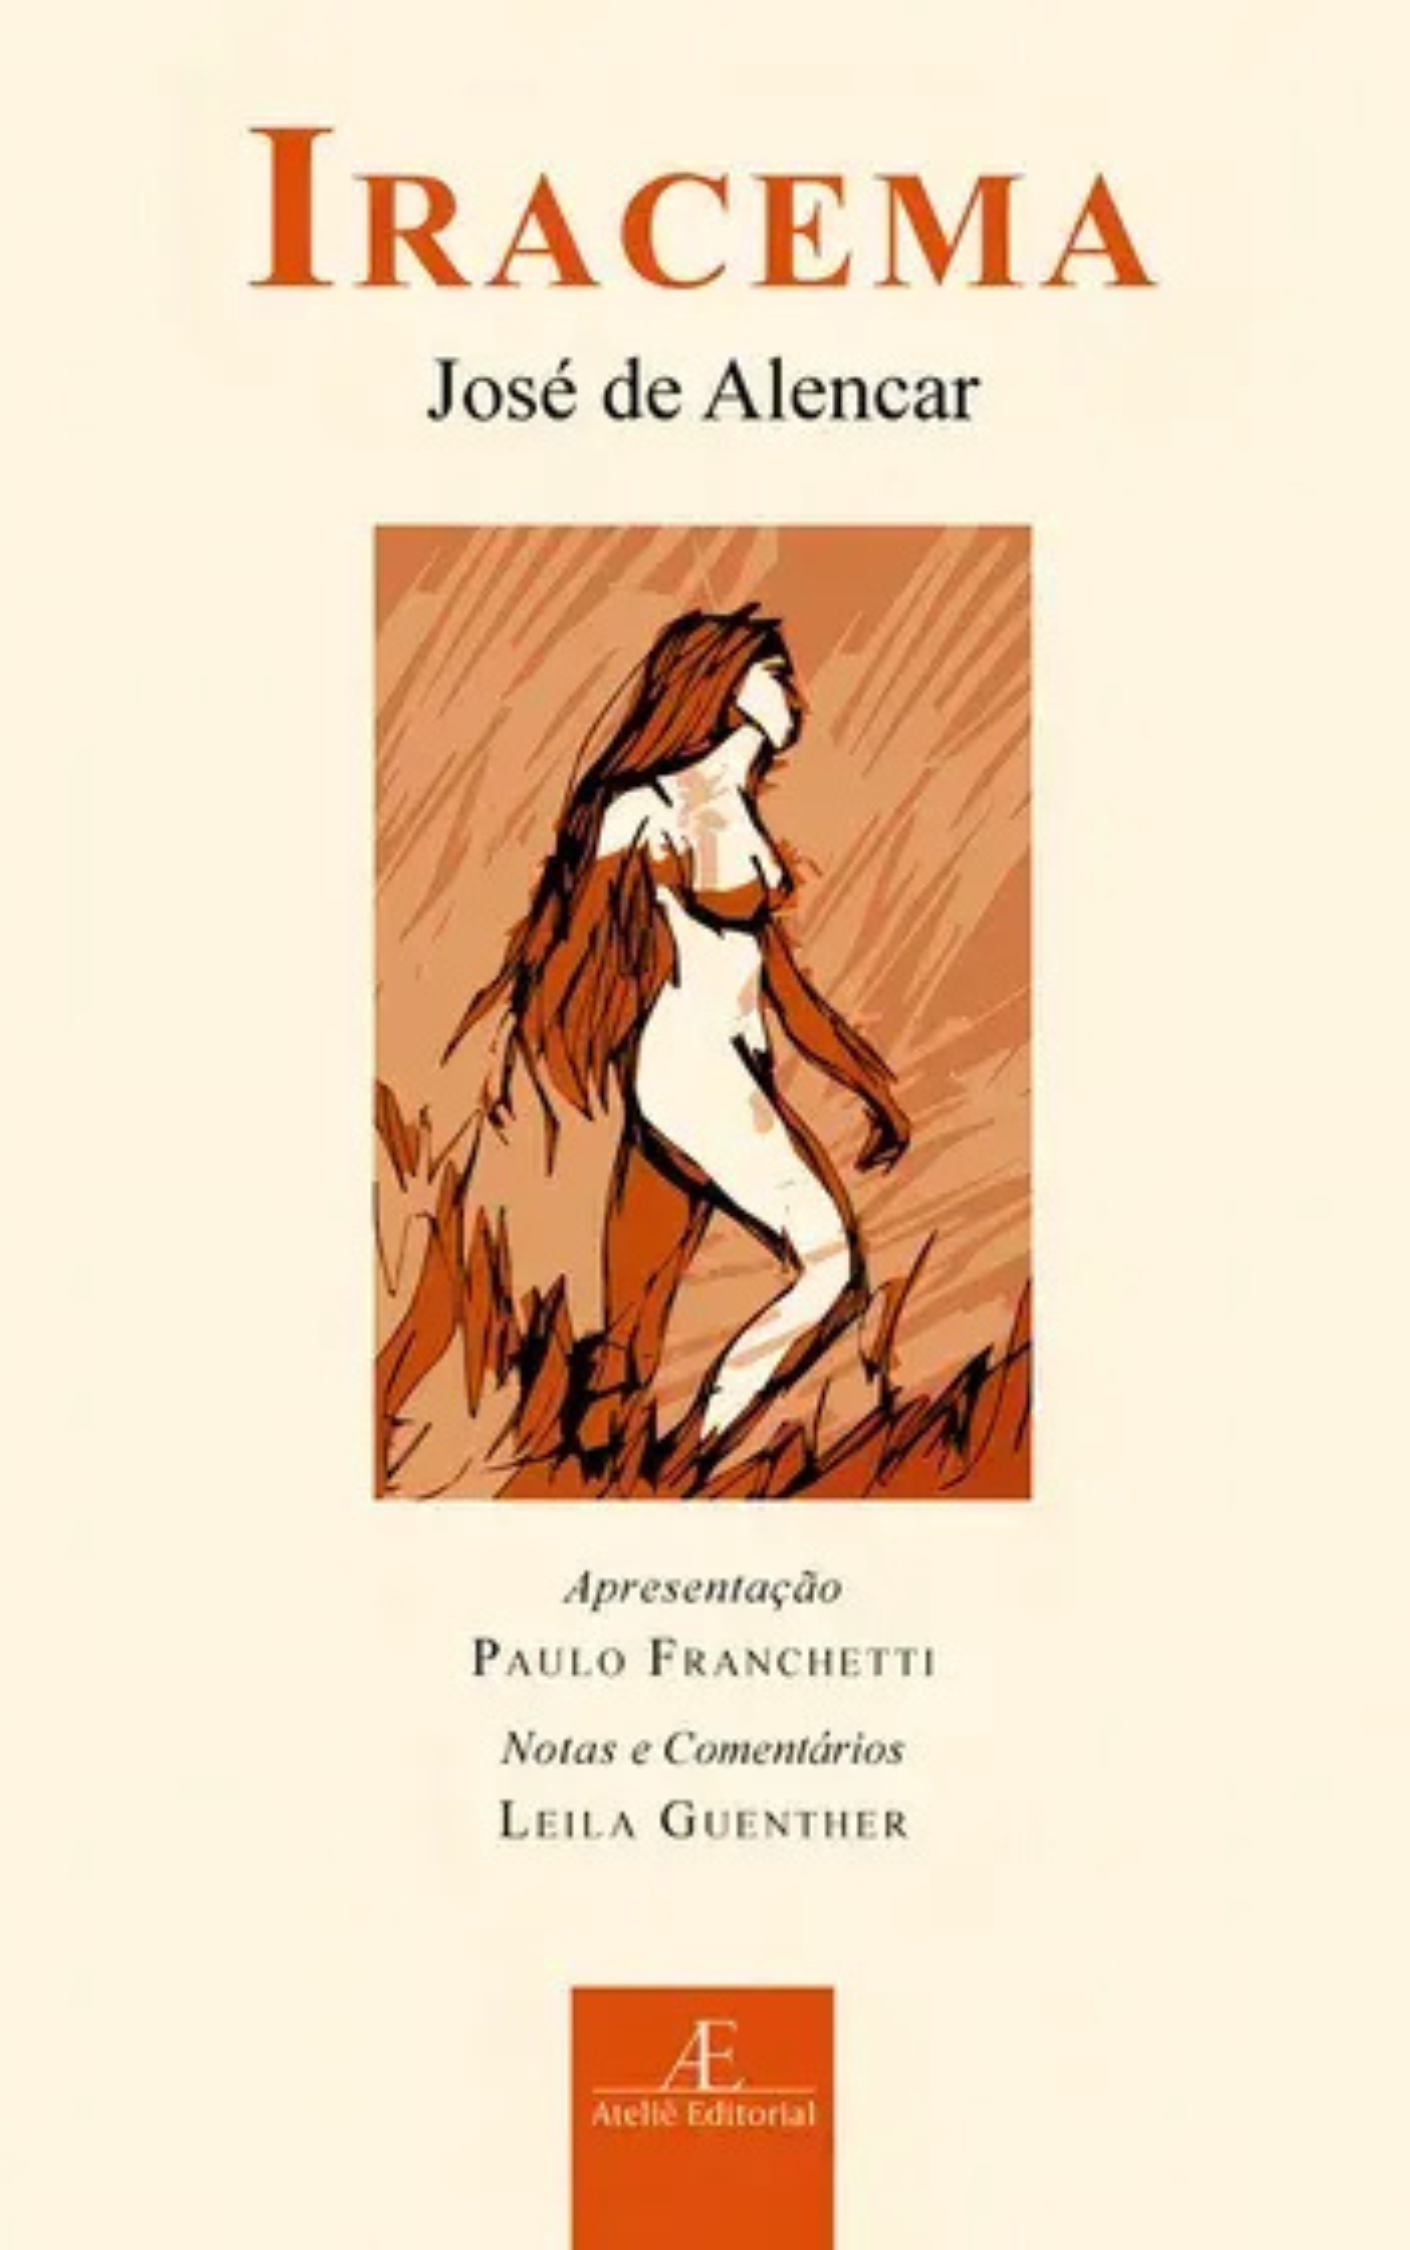 IRACEMA
José de Alencar
Apresentação
PAULO FRANCHETTI
Notas e Comentários
LEILA GUENTHER
Æ
Ateliê Editorial